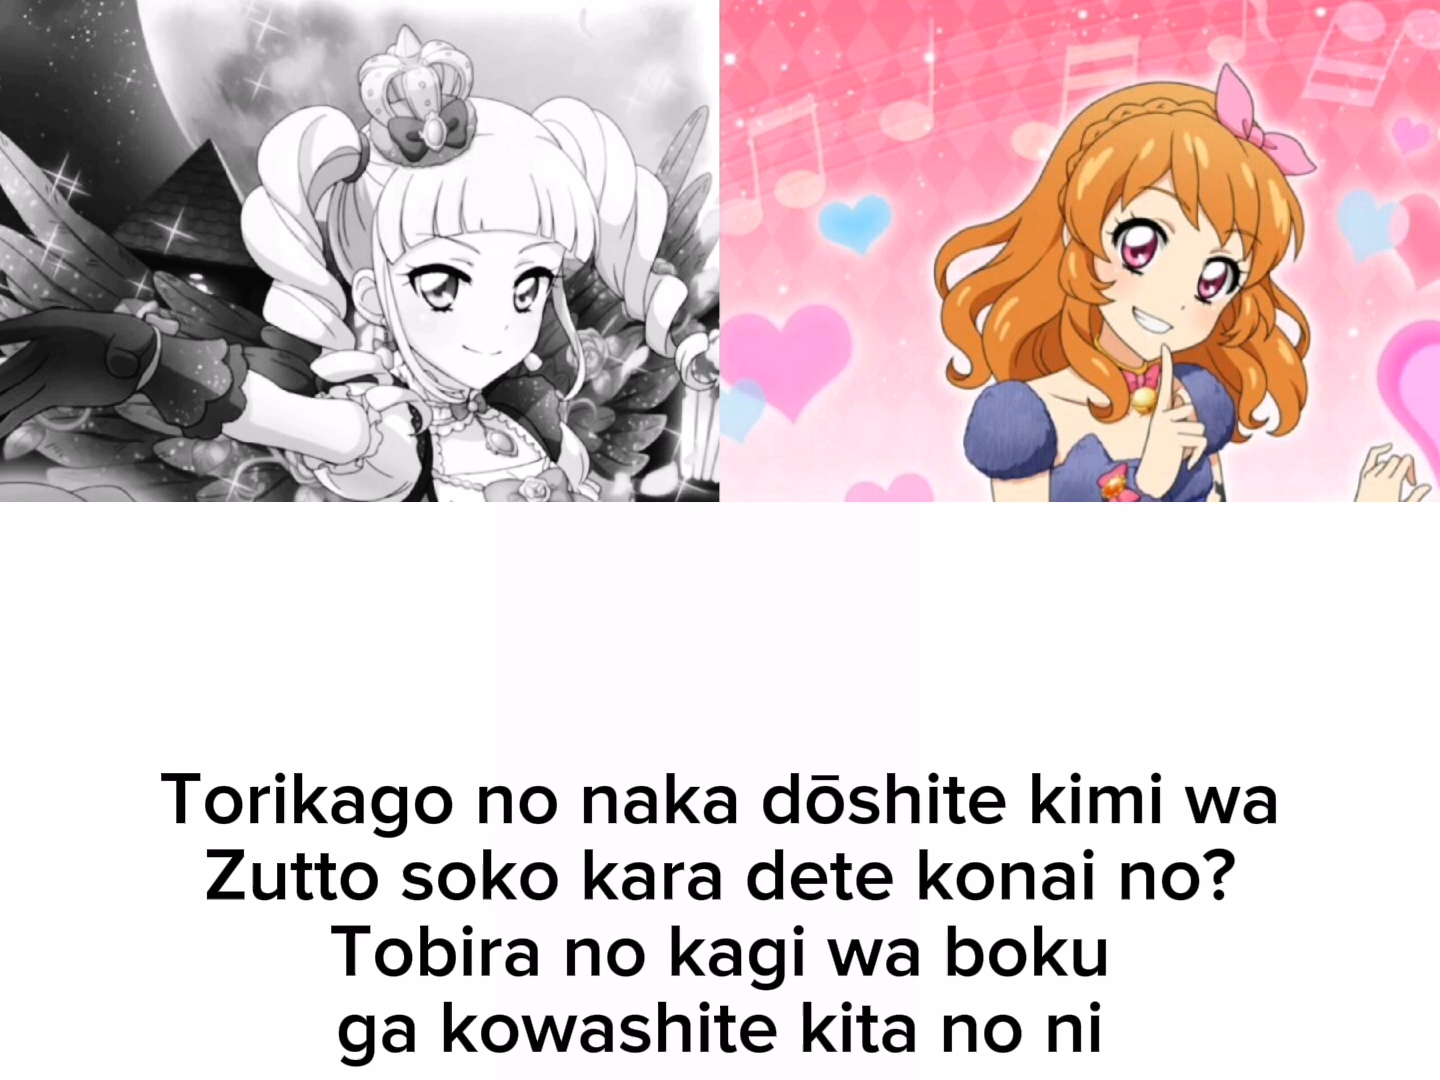 Torikago no naka dōshite kimi wa
Zutto soko kara dete konai no?
Tobira no kagi wa boku
ga kowashite kita no ni